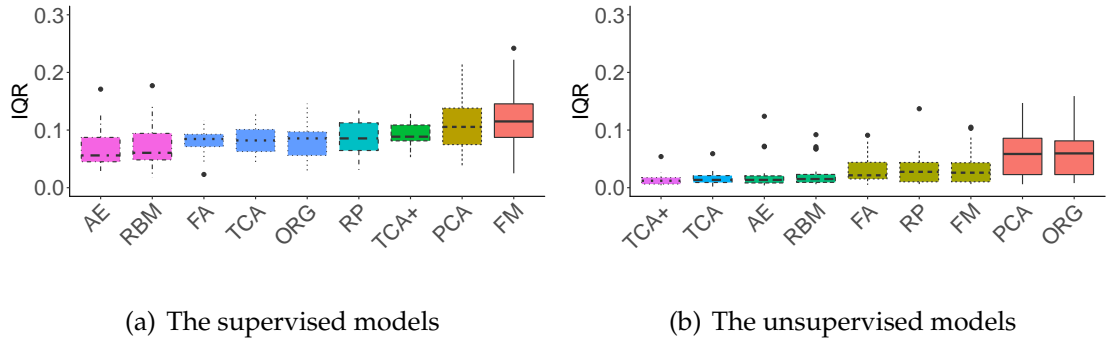 0.3
0.2
0.1
0.0
IQR
AE
RBM
FA
TCA
ORG
RP
TCA+
PCA
FM
(a) The supervised models
0.3
0.2
0.1
0.0
IQR
TCA+
TCA
AE
RBM
FA
RP
FM
PCA
ORG
(b) The unsupervised models